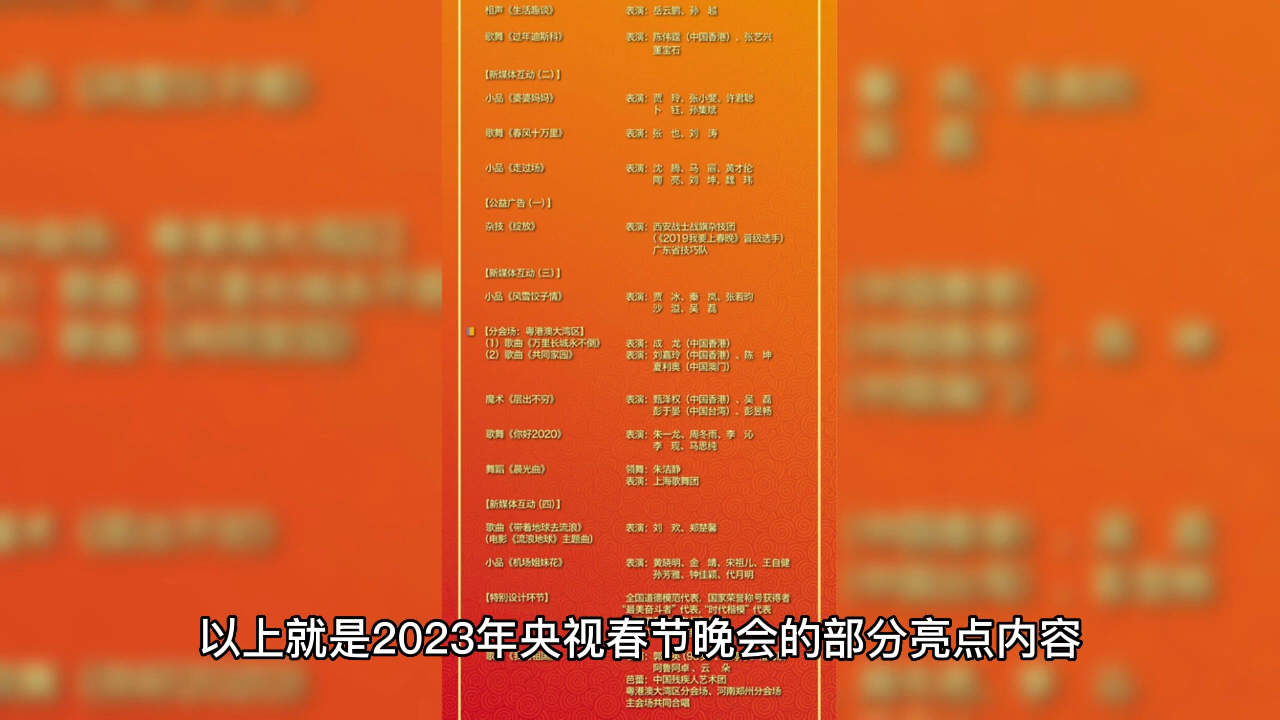 相声《生活趣谈》 表演：岳云鹏、孙 越
歌舞《过年迪斯科》 表演：陈伟霆（中国香港）、张艺兴
董宝石
【新媒体互动（二）】
小品《婆婆妈妈》 表演：贾 玲、张小斐、许君聪
卜 钰、孙集斌
歌舞《春风十万里》 表演：张 也、刘 涛
小品《走过场》 表演：沈 腾、马 丽、黄才伦
陶 亮、刘 坤、魏 玮
【公益广告（一）】
杂技《绽放》 表演：西安战士战旗杂技团
（《2019我要上春晚》晋级选手）
广东省技巧队
【新媒体互动（三）】
小品《风雪饺子情》 表演：贾 冰、秦 岚、张若昀
沙 溢、吴 磊
【分会场：粤港澳大湾区】
（1）歌曲《万里长城永不倒》 表演：成 龙（中国香港）
（2）歌曲《共同家园》 表演：刘嘉玲（中国香港）、陈 坤
夏利奥（中国澳门）
魔术《层出不穷》 表演：甄泽权（中国香港）、吴 磊
彭于晏（中国台湾）、彭昱畅
歌舞《你好2020》 表演：朱一龙、周冬雨、李 沁
李 现、马思纯
舞蹈《晨光曲》 领舞：朱洁静
表演：上海歌舞团
【新媒体互动（四）】
歌曲《带着地球去流浪》 表演：刘 欢、郑楚馨
（电影《流浪地球》主题曲）
小品《机场姐妹花》 表演：黄晓明、金 靖、宋祖儿、王自健
孙芳雅、钟佳颖、代月明
【特别设计环节】 全国道德模范代表，国家荣誉称号获得者
“最美奋斗者”代表，“时代楷模”代表
以上就是2023年央视春节晚会的部分亮点内容
阿鲁阿卓、云 朵
芭蕾：中国残疾人艺术团
粤港澳大湾区分会场、河南郑州分会场
主会场共同合唱